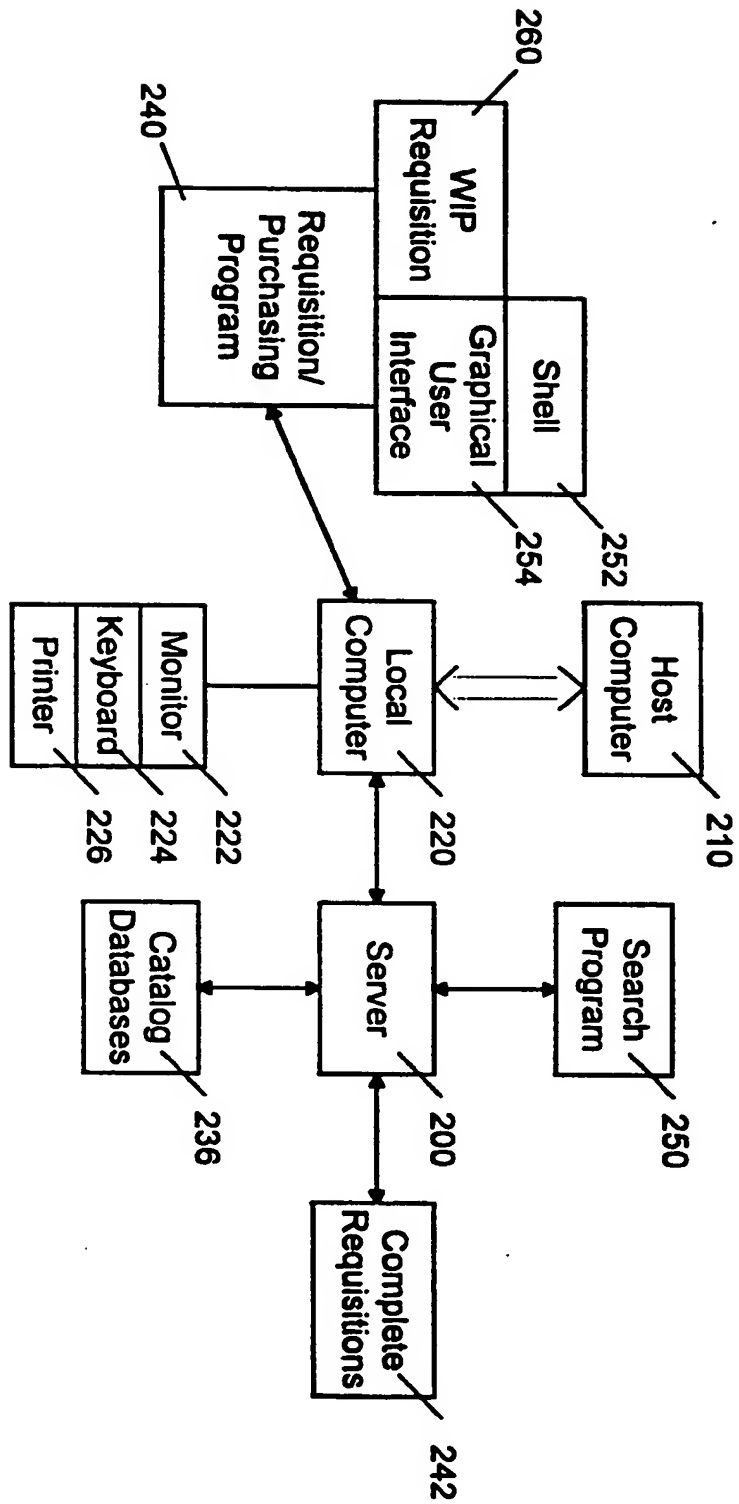 Host
Computer
210
Search
Program
250
Shell
252
260
WIP
Requisition
Graphical
User
Interface
254
Local
Computer
220
Server
200
Complete
Requisitions
242
240
Requisition/
Purchasing
Program
Monitor
222
Keyboard
224
Printer
226
Catalog
Databases
236